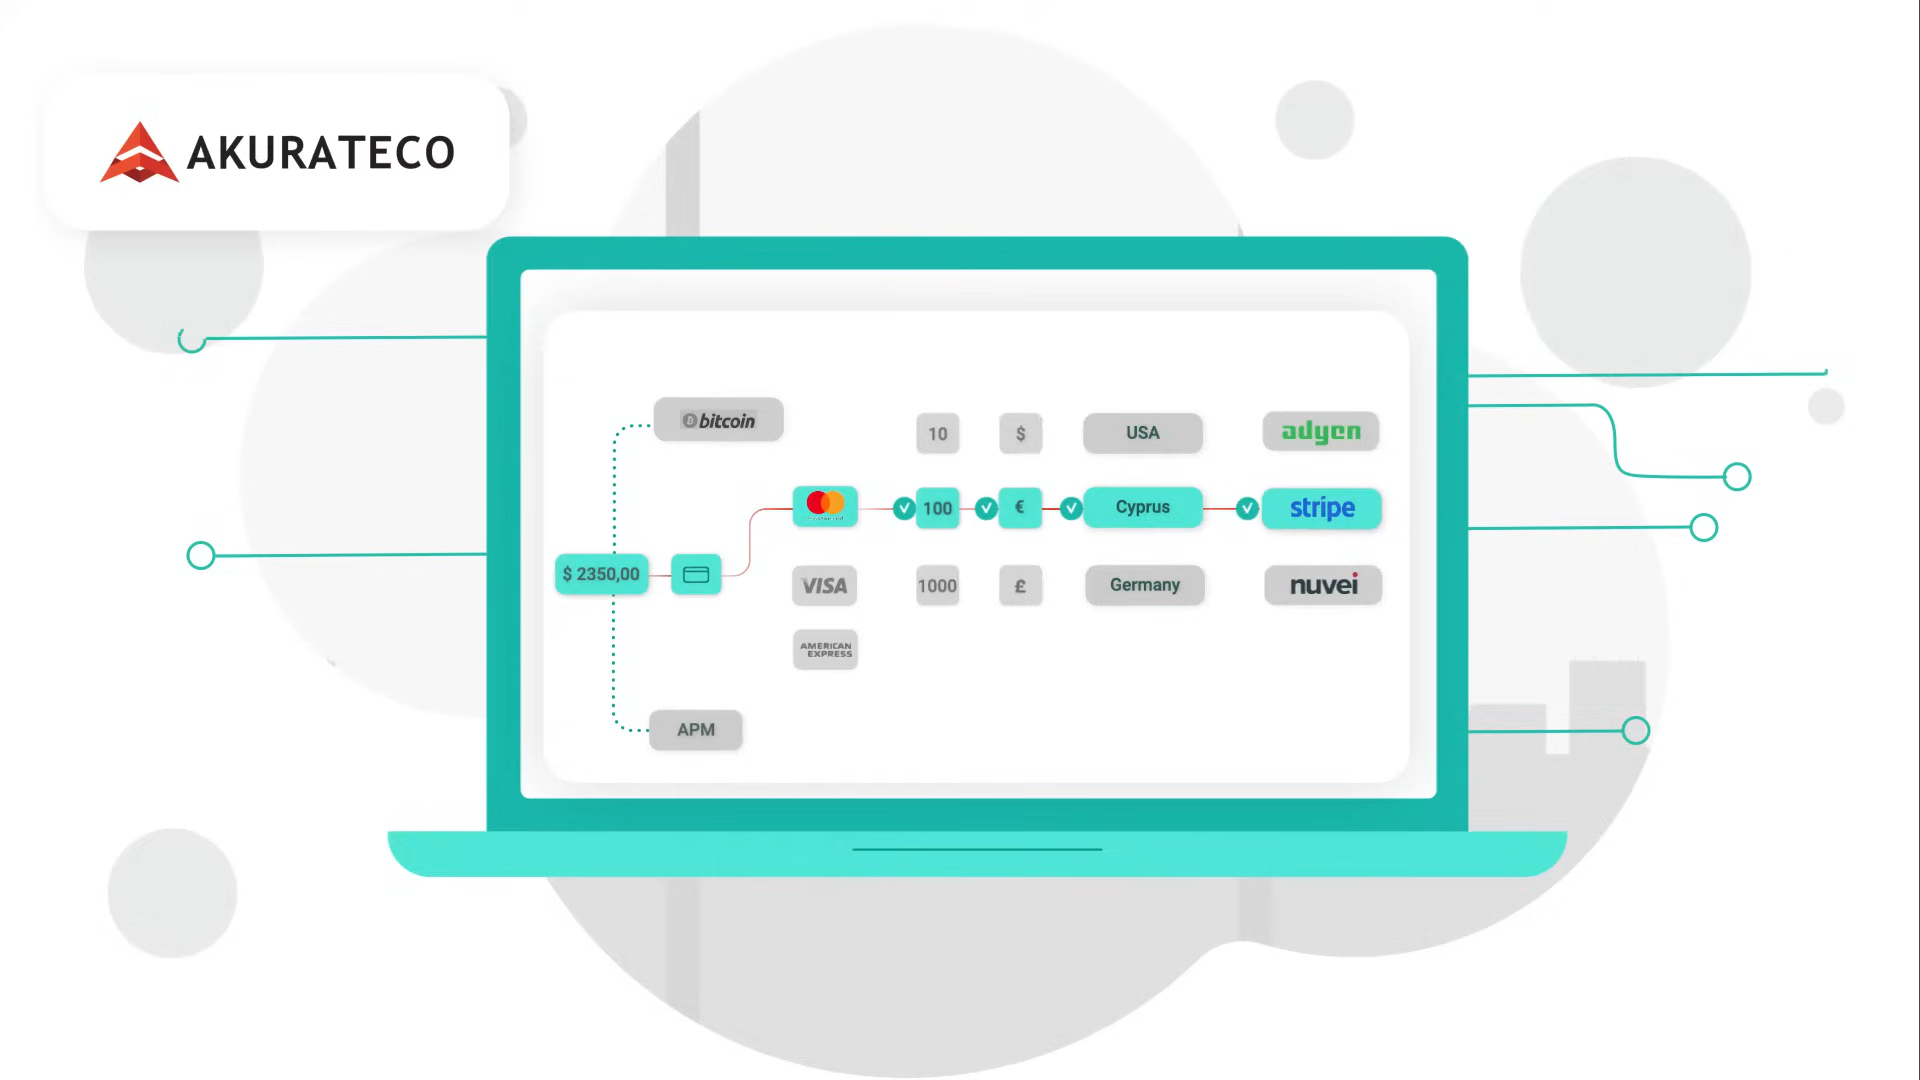 AKURATECO
bitcoin
10
$
USA
adyen
100
€
Cyprus
stripe
$ 2350,00
VISA
1000
£
Germany
nuvei
AMERICAN
EXPRESS
APM